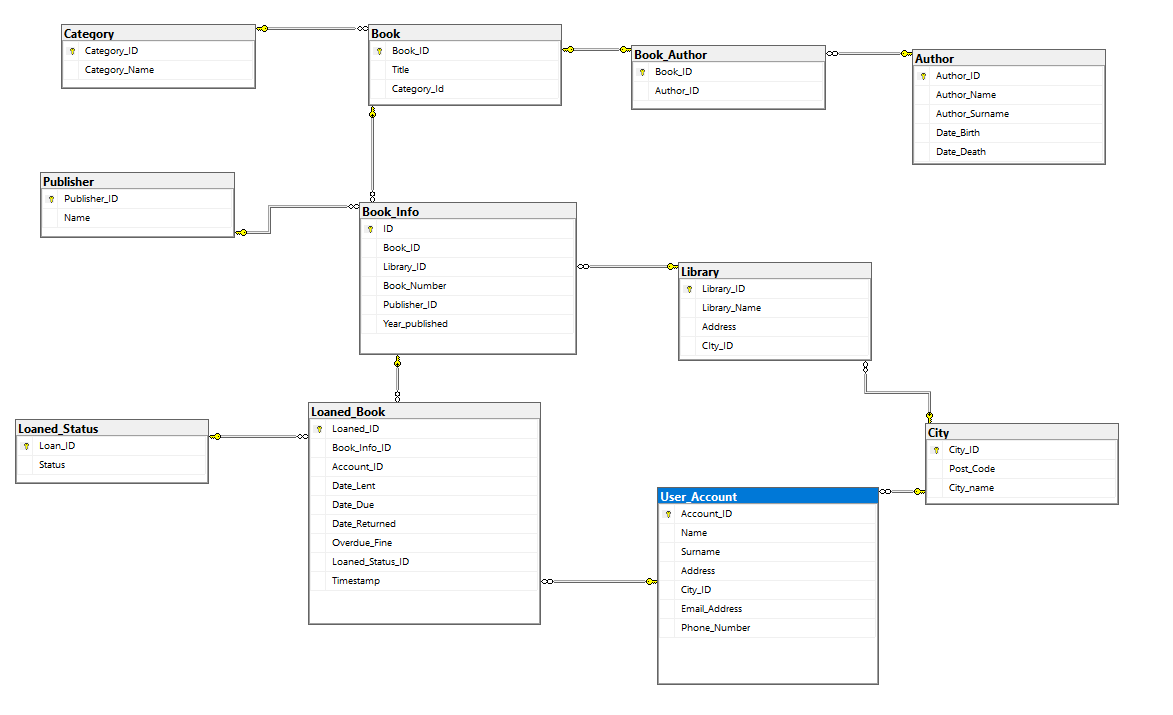 Category
Category_ID
Category_Name
Book
Book_ID
Title
Category_Id
Book_Author
Book_ID
Author_ID
Author
Author_ID
Author_Name
Author_Surname
Date_Birth
Date_Death
Publisher
Publisher_ID
Name
Book_Info
ID
Book_ID
Library_ID
Book_Number
Publisher_ID
Year_published
Library
Library_ID
Library_Name
Address
City_ID
Loaned_Status
Loan_ID
Status
Loaned_Book
Loaned_ID
Book_Info_ID
Account_ID
Date_Lent
Date_Due
Date_Returned
Overdue_Fine
Loaned_Status_ID
Timestamp
City
City_ID
Post_Code
City_name
User_Account
Account_ID
Name
Surname
Address
City_ID
Email_Address
Phone_Number